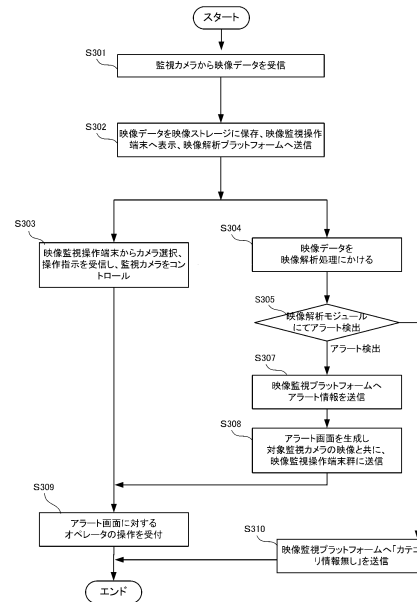 スタート
S301
監視カメラから映像データを受信
S302
映像データを映像ストレージに保存、映像監視操作
端末へ表示、映像解析プラットフォームへ送信
S303
映像監視操作端末からカメラ選択、
操作指示を受信し、監視カメラをコント
ロール
S304
映像データを
映像解析処理にかける
S305
映像解析モジュール
にてアラート検出
アラート検出
S307
映像監視プラットフォームへ
アラート情報を送信
S308
アラート画面を生成し
対象監視カメラの映像と共に、
映像監視操作端末群に送信
S309
アラート画面に対する
オペレータの操作を受付
S310
映像監視プラットフォームへ「カテゴ
リ情報無し」を送信
エンド